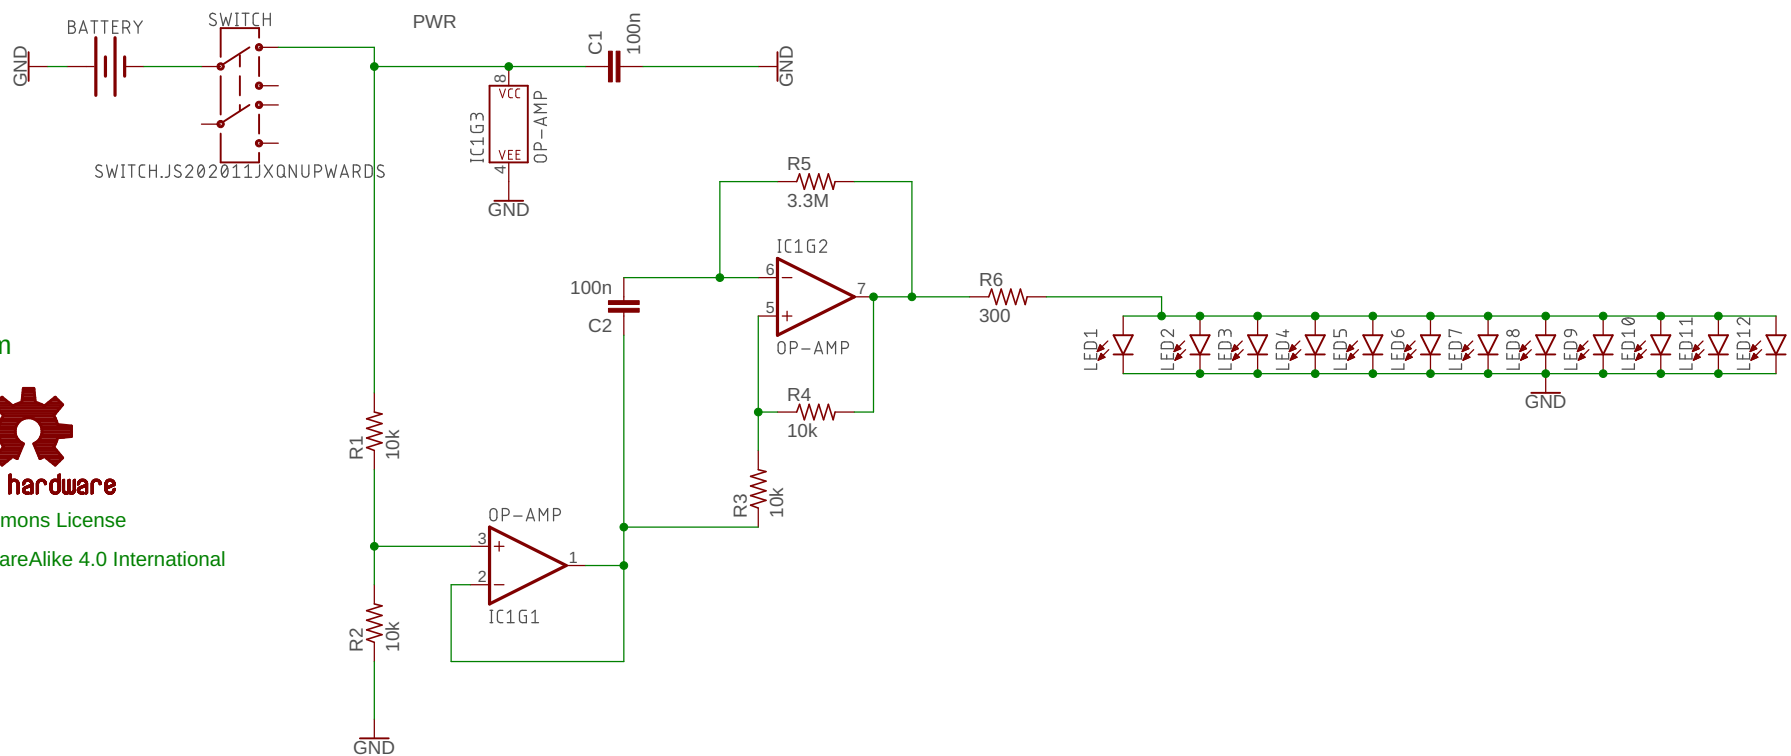 SWITCH
PWR
BATTERY
GND
C1
100n
GND
8
VCC
IC1G3
OP-AMP
VEE
4
GND
SWITCH.JS202011JXQNUPWARDS
R5
3.3M
IC1G2
6
7
5
OP-AMP
100n
C2
R6
300
LED1
LED2
LED3
LED4
LED5
LED6
LED7
LED8
LED9
LED10
LED11
LED12
GND
R4
10k
R1
10k
R3
10k
hardware
mons License
areAlike 4.0 International
OP-AMP
3
1
2
IC1G1
R2
10k
GND